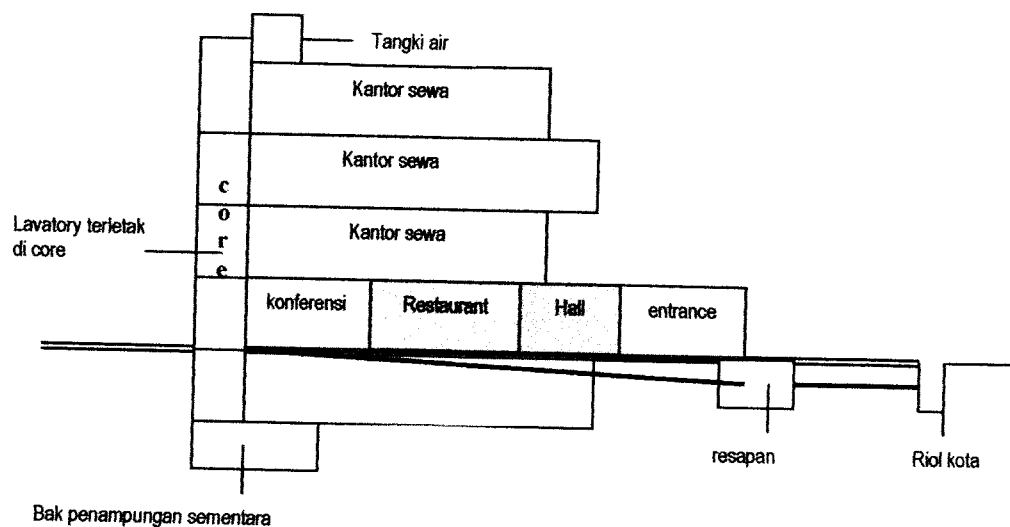 Tangki air
Kantor sewa
Kantor sewa
c
o
r
e
Lavatory terletak
di core
Kantor sewa
konferensi
Restaurant
Hall
entrance
resapan
Riol kota
Bak penampungan sementara